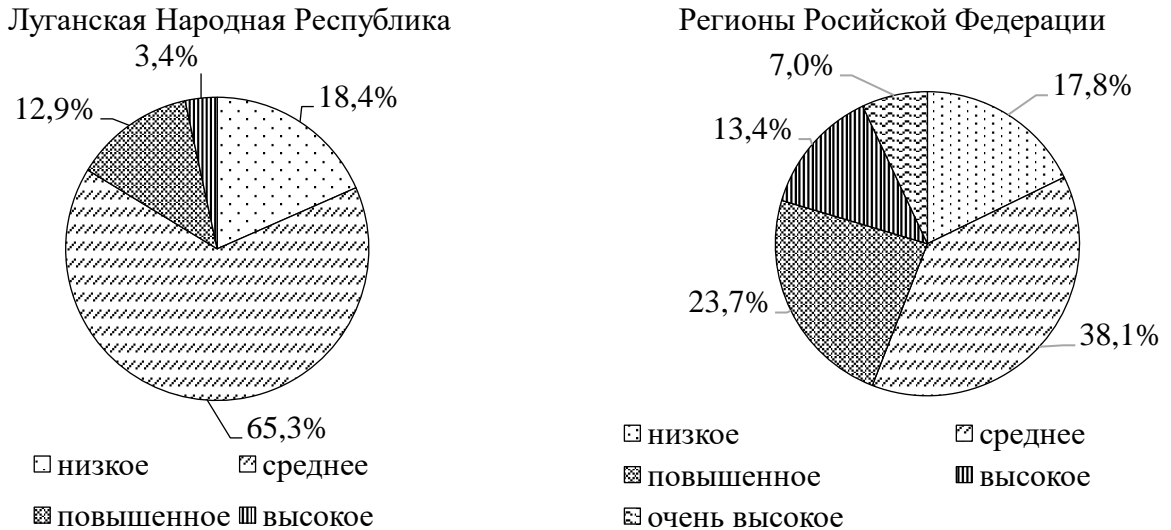 Луганская Народная Республика
3,4%
12,9%
18,4%
65,3%
низкое
среднее
повышенное
высокое
Регионы Росийской Федерации
7,0%
17,8%
13,4%
23,7%
38,1%
низкое
среднее
повышенное
высокое
очень высокое